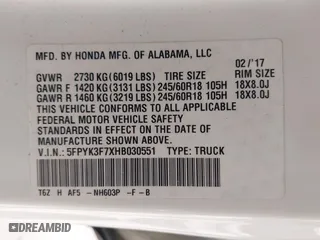 MFD. BY HONDA MFG. OF ALABAMA, LLC
02/'17
GVWR 2730 KG(6019 LBS) TIRE SIZE RIM SIZE
GAWR F 1420 KG(3131 LBS)245/60R18 105H 18X8.0J
GAWR R 1460 KG(3219 LBS)245/60R18 105H 18X8.0J
THIS VEHICLE CONFORMS TO ALL APPLICABLE
FEDERAL MOTOR VEHICLE SAFETY
STANDARDS IN EFFECT ON THE DATE OF
MANUFACTURE SHOWN ABOVE.
V.I.N.: 5FPYK3F7XHB030551 TYPE: TRUCK
T6Z H AF5 -NH603P -F -B
DEALERS AUCTION